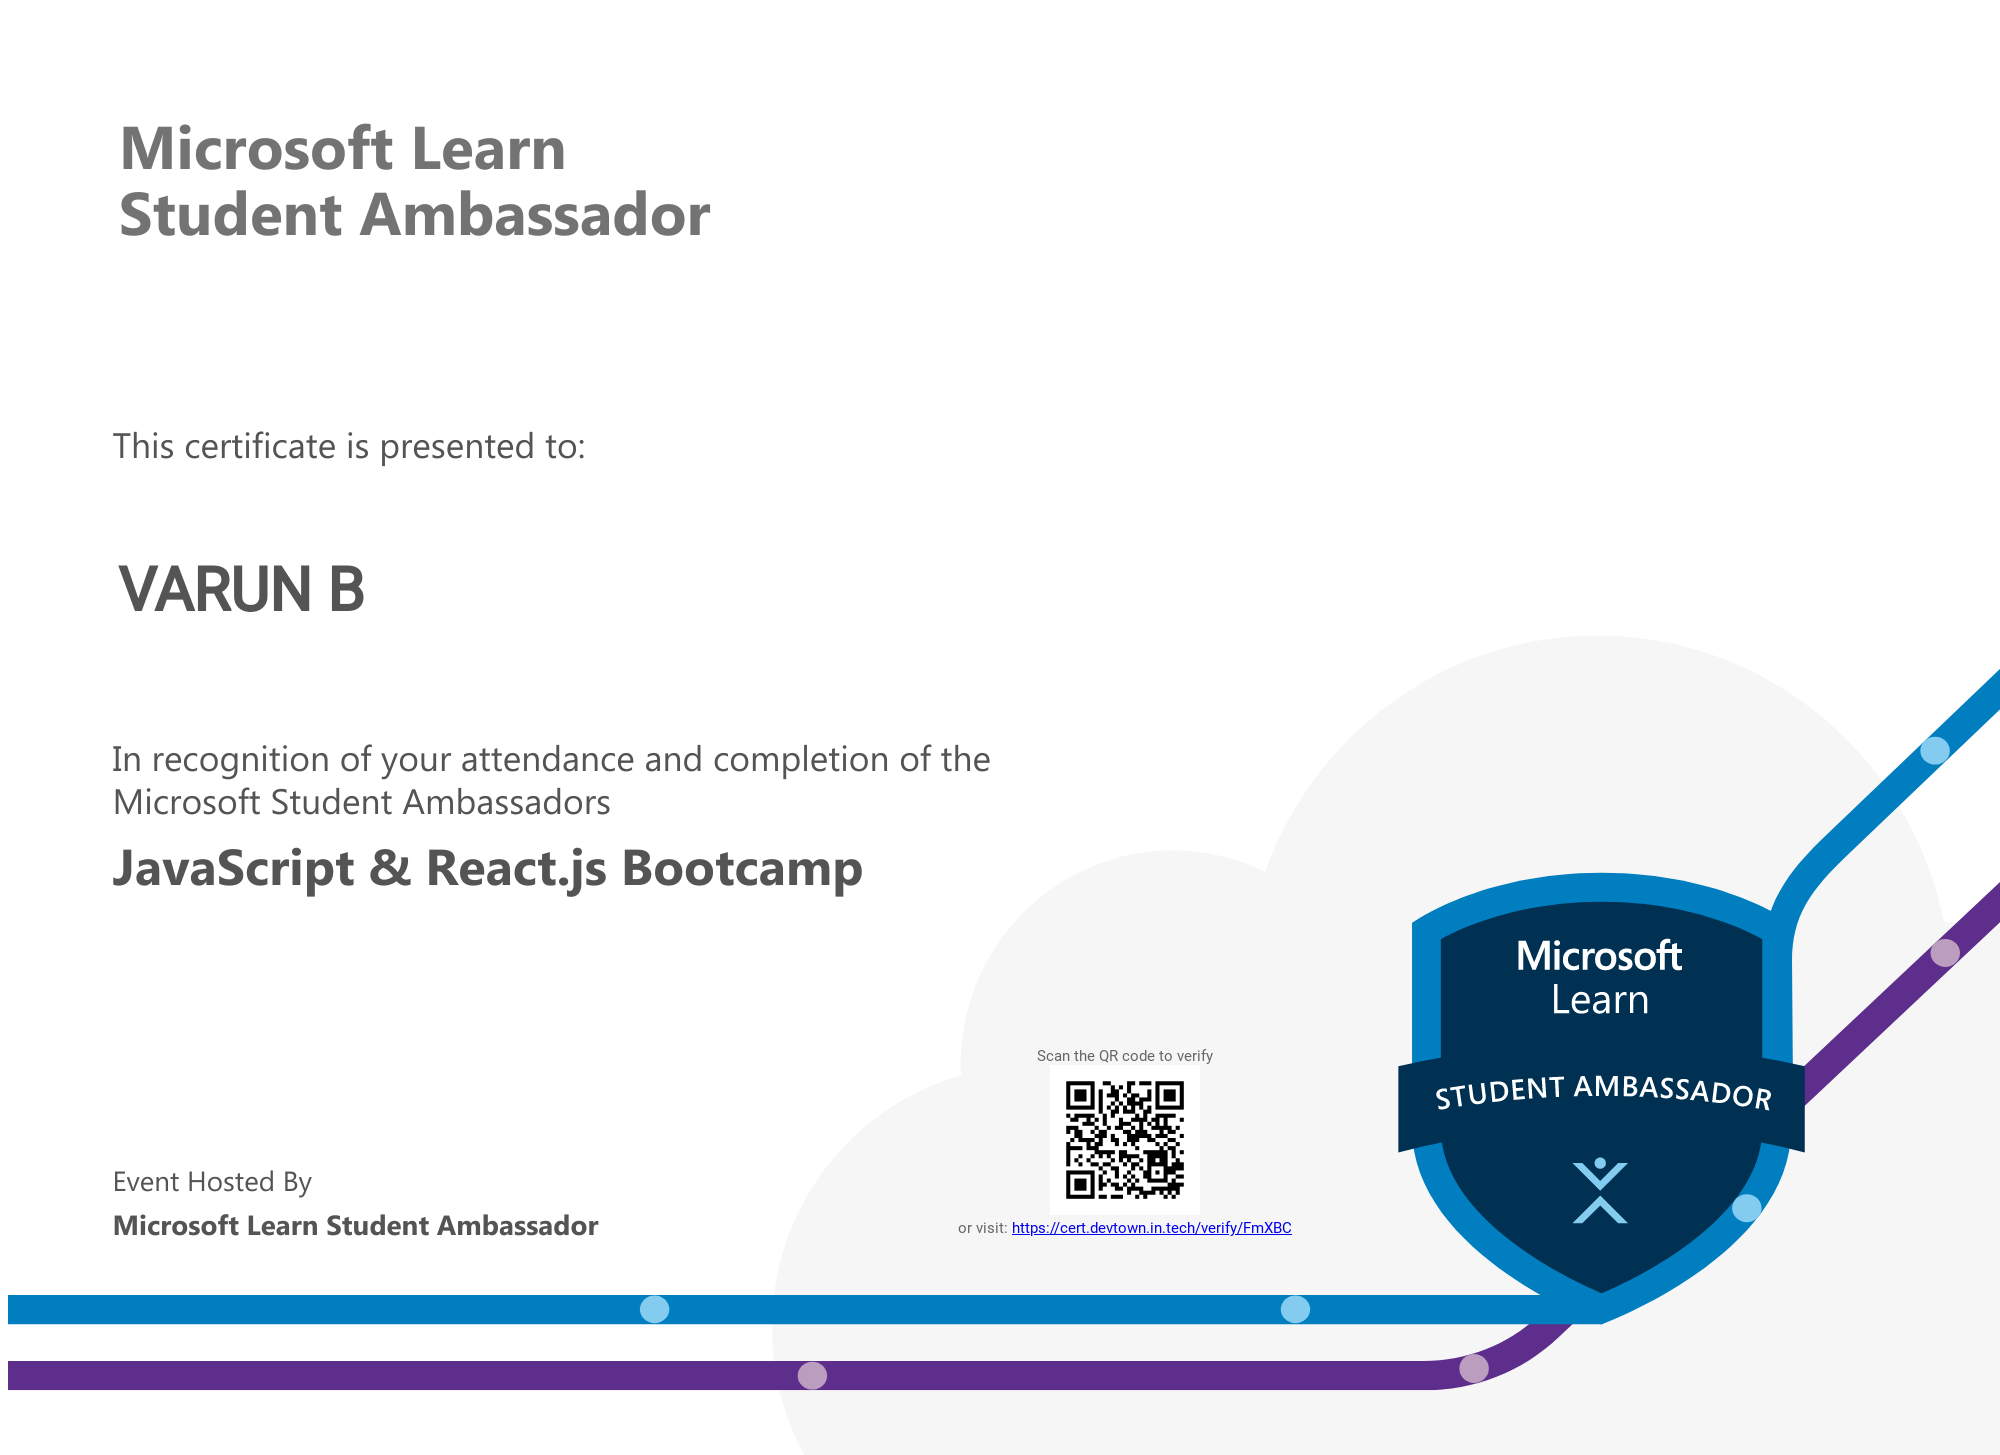 Microsoft Learn
Student Ambassador
This certificate is presented to:
VARUN B
In recognition of your attendance and completion of the
Microsoft Student Ambassadors
JavaScript & React.js Bootcamp
Microsoft
Learn
STUDENT AMBASSADOR
Scan the QR code to verify
or visit: https://cert.devtown.in.tech/verify/FmXBC
Event Hosted By
Microsoft Learn Student Ambassador